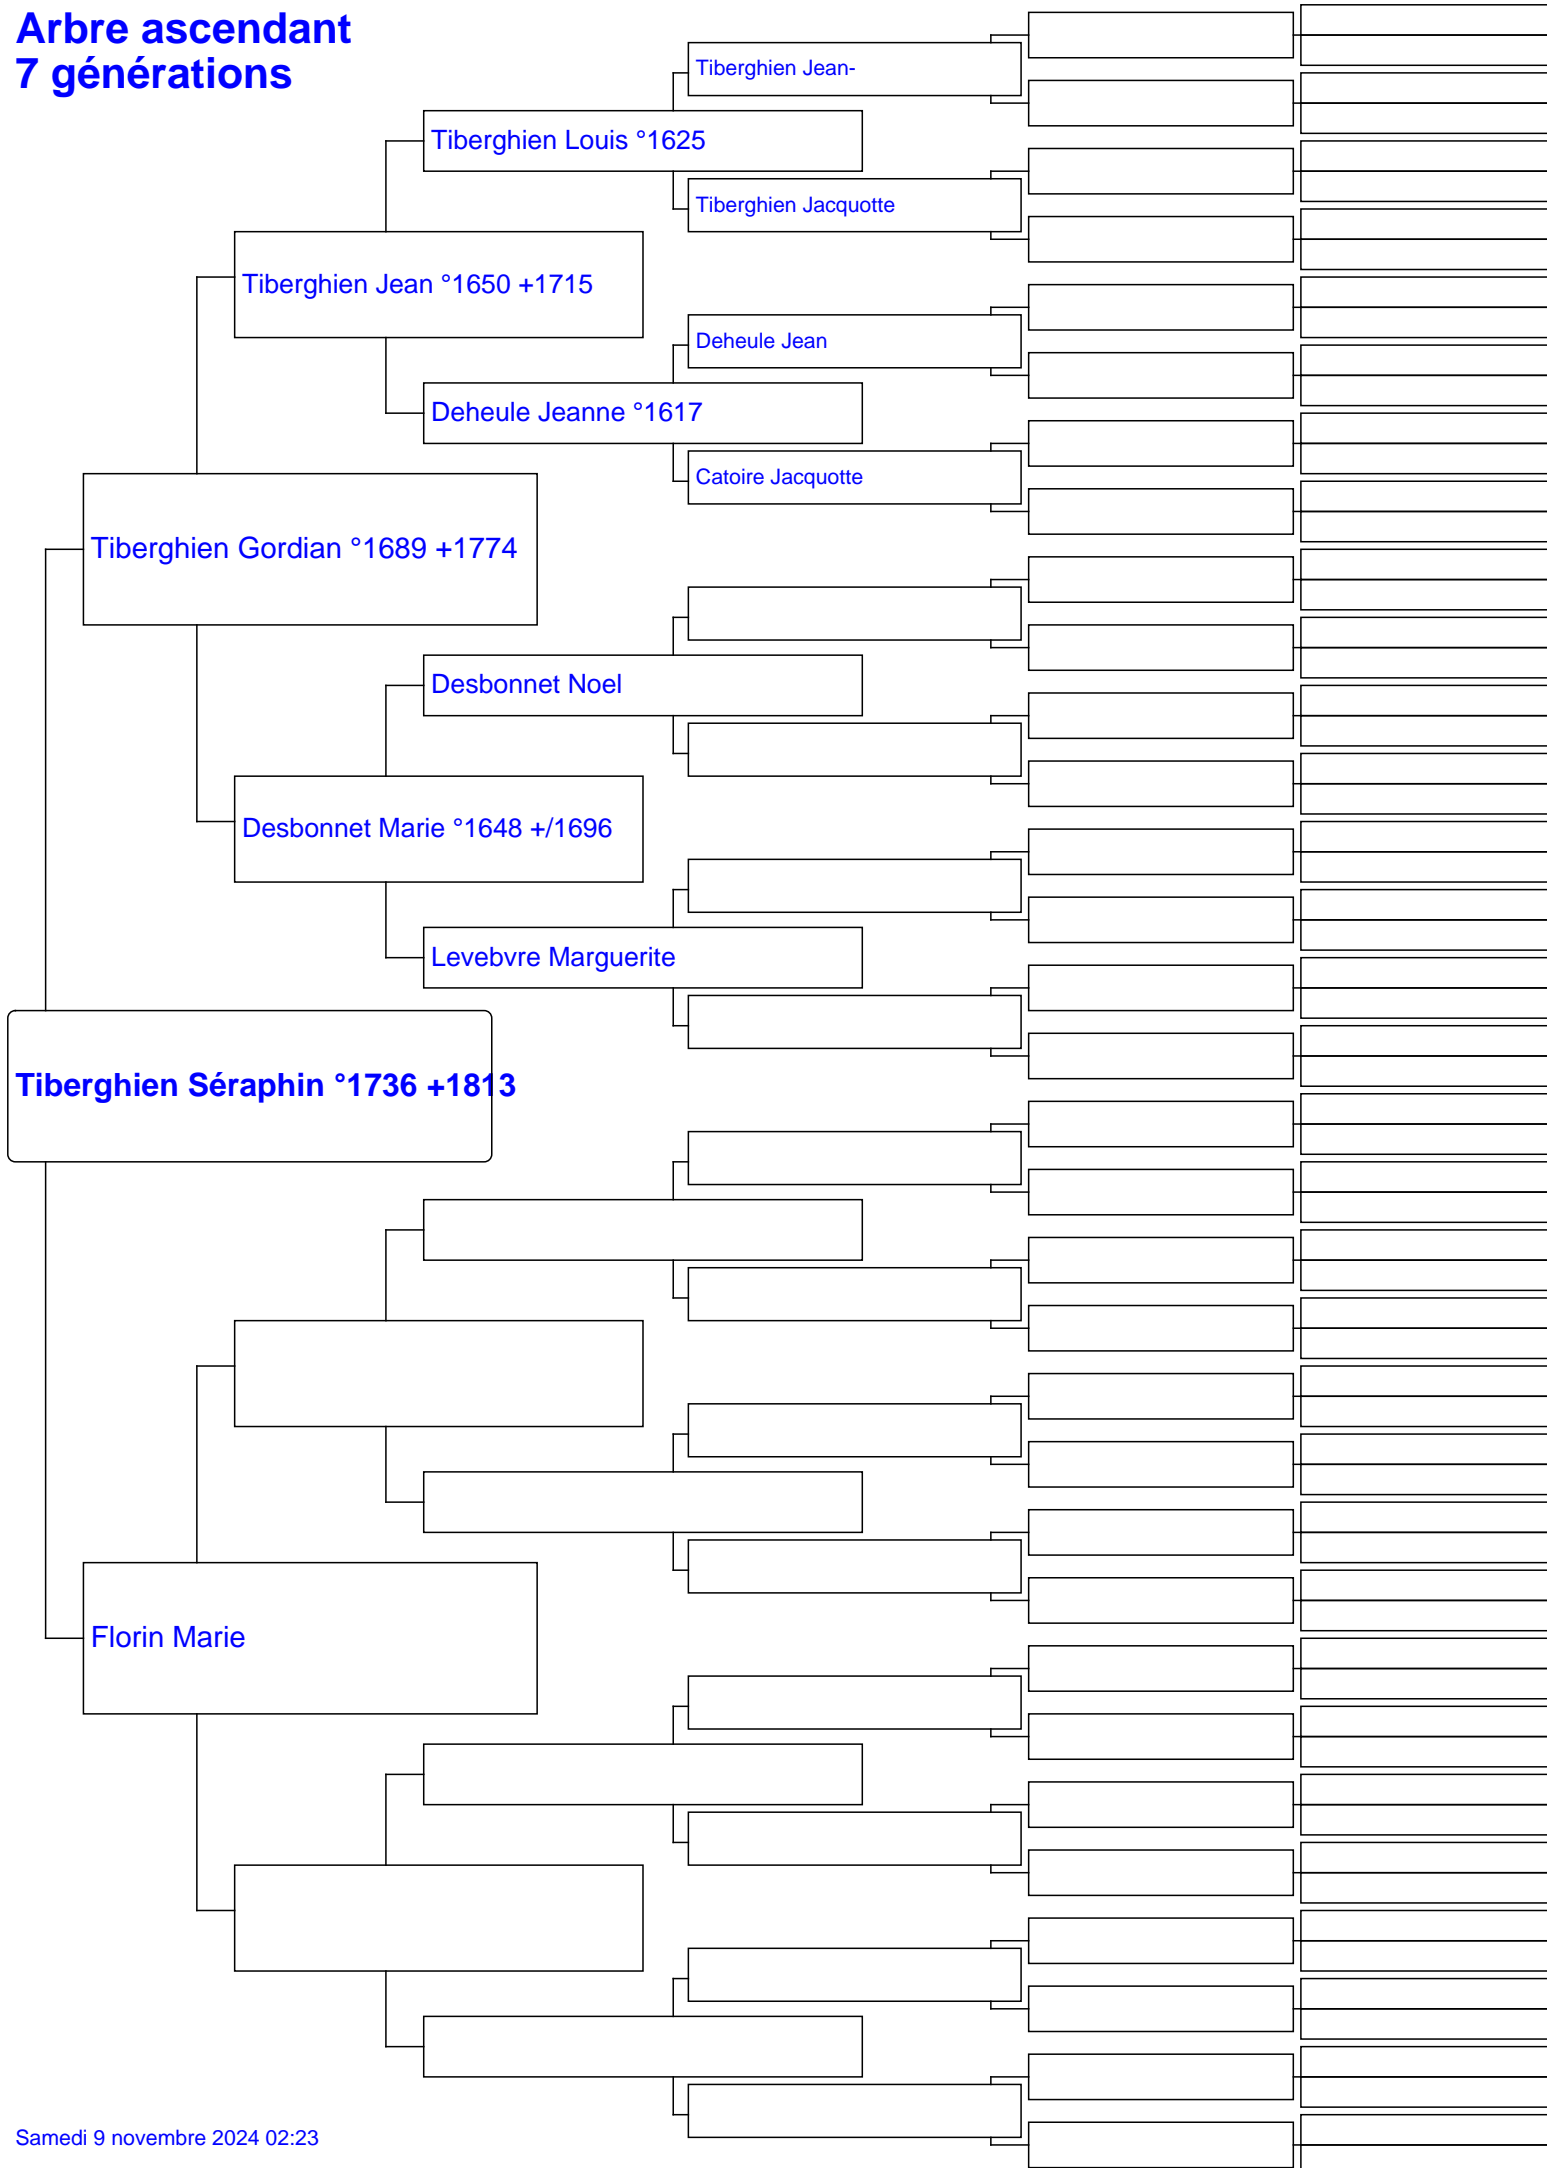 Arbre ascendant
7 générations
Tiberghien Jean-
Tiberghien Louis °1625
Tiberghien Jacquotte
Tiberghien Jean °1650 +1715
Deheule Jean
Deheule Jeanne °1617
Catoire Jacquotte
Tiberghien Gordian °1689 +1774
Desbonnet Noel
Desbonnet Marie °1648 +/1696
Levebvre Marguerite
Tiberghien Séraphin °1736 +1813
Florin Marie
Samedi 9 novembre 2024 02:23